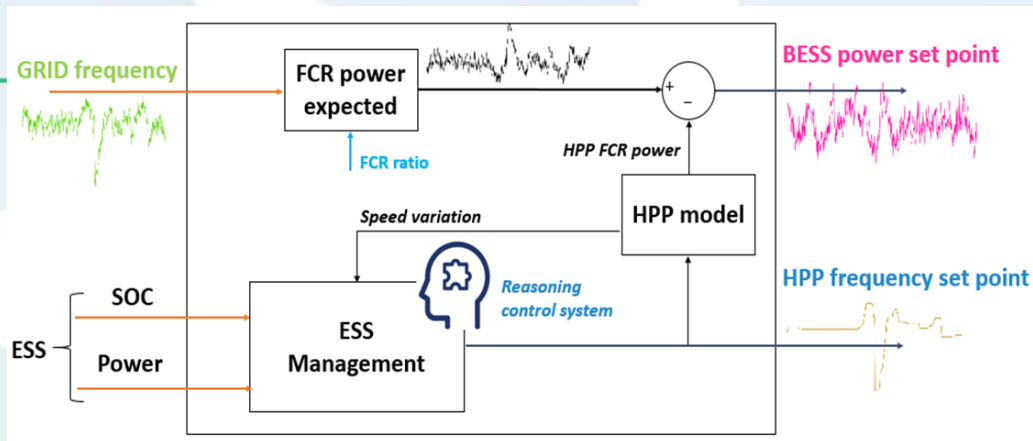 GRID frequency
FCR power
expected
FCR ratio
+
−
BESS power set point
HPP FCR power
HPP model
Speed variation
Reasoning
control system
HPP frequency set point
ESS
SOC
Power
ESS
Management